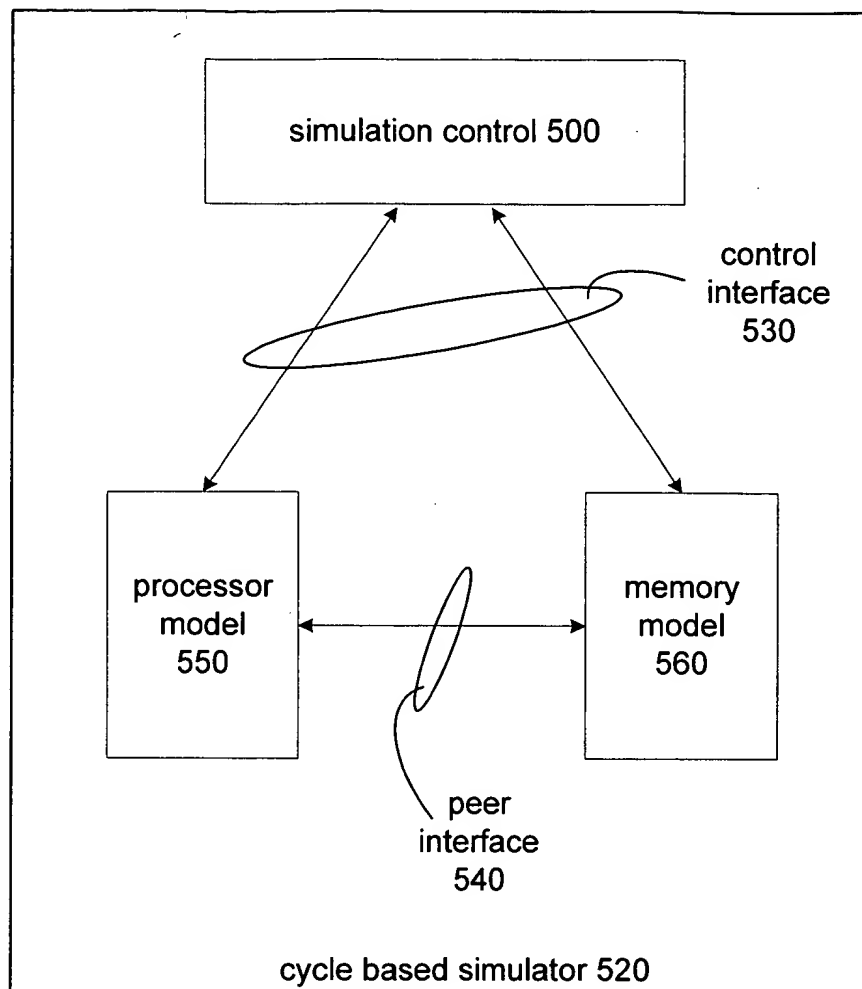 simulation control 500
control
interface
530
processor
model
550
memory
model
560
peer
interface
540
cycle based simulator 520